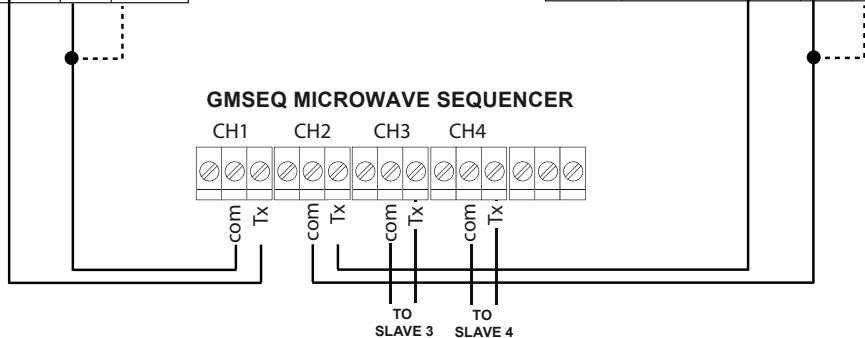 GMSEQ MICROWAVE SEQUENCER
CH1 CH2 CH3 CH4
com Tx com Tx com Tx com Tx
TO SLAVE 3
TO SLAVE 4